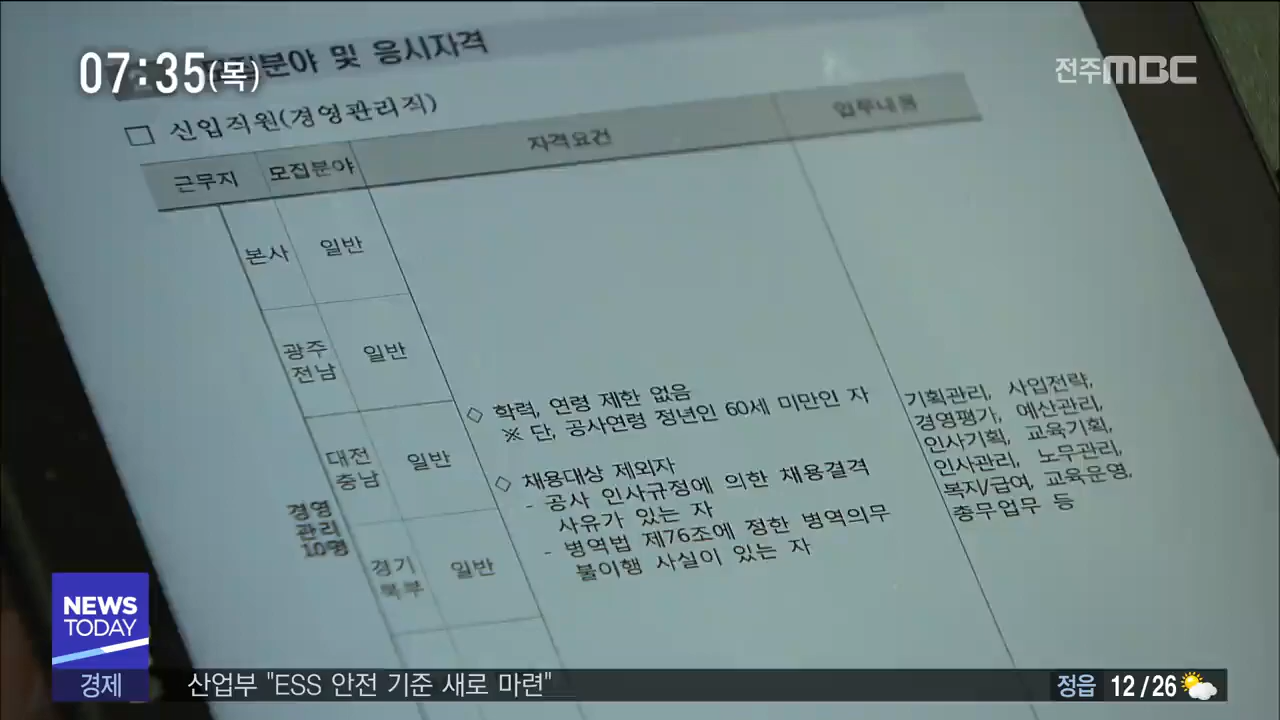 07:35(목)
분야 및 응시자격
전주MBC
□ 신입직원(경영관리직)
근무지 모집분야 자격요건 업무내용
본사 일반
광주 전남 일반
대전 충남 일반
경기 북부 일반
경영
관리
10명
◇ 학력, 연령 제한 없음
※ 단, 공사연령 정년인 60세 미만인 자
◇ 채용대상 제외자
- 공사 인사규정에 의한 채용결격
사유가 있는 자
- 병역법 제76조에 정한 병역의무
불이행 사실이 있는 자
기획관리, 사입전략,
경영평가, 예산관리,
인사기획, 교육기획,
인사관리, 노무관리,
복지/급여, 교육운영,
총무업무 등
NEWS
TODAY
경제
산업부 "ESS 안전 기준 새로 마련"
정읍 12/26